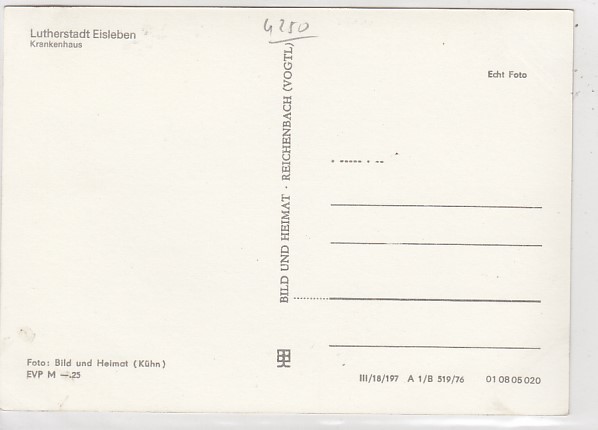 Lutherstadt Eisleben
Krankenhaus
4250
Echt Foto
BILD UND HEIMAT · REICHENBACH (VOGTL)
Foto: Bild und Heimat (Kühn)
EVP M —.25
III/18/197 A 1/B 519/76 01 08 05 020